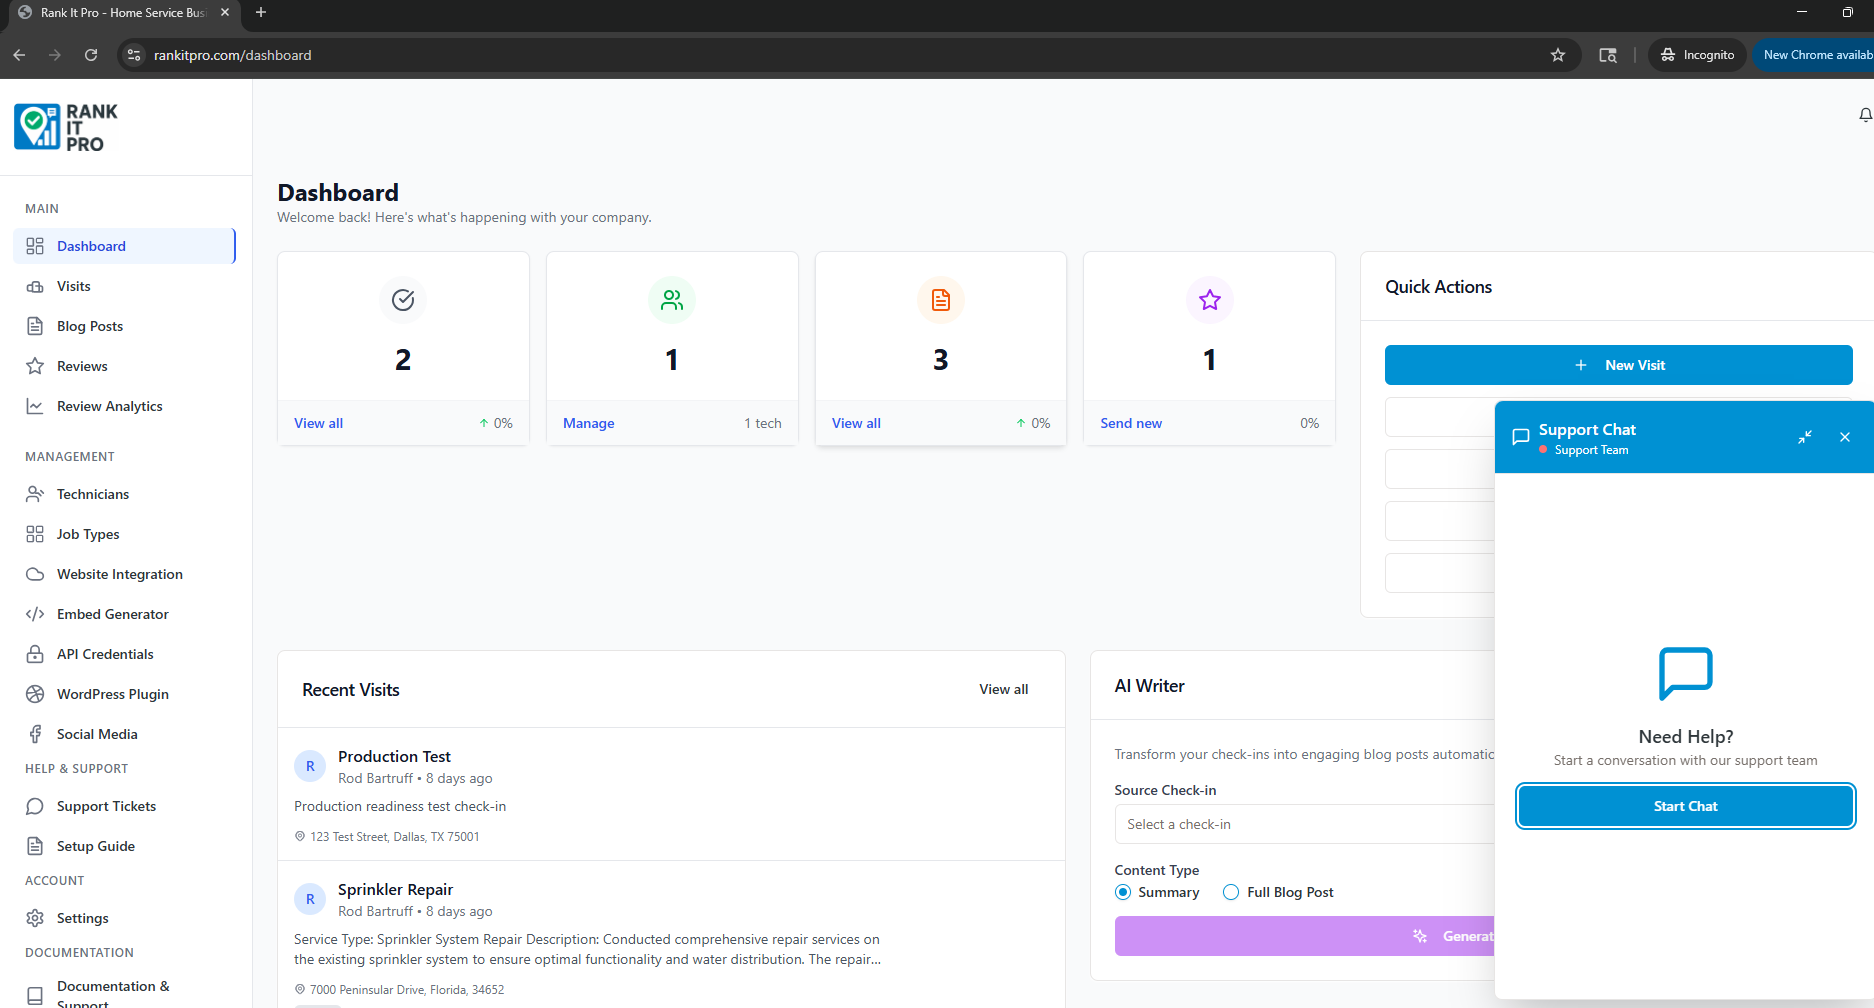 Rank It Pro - Home Service Bus
rankitpro.com/dashboard
Incognito
New Chrome availab
RANK
IT
PRO
MAIN
Dashboard
Visits
Blog Posts
Reviews
Review Analytics
MANAGEMENT
Technicians
Job Types
Website Integration
Embed Generator
API Credentials
WordPress Plugin
Social Media
HELP & SUPPORT
Support Tickets
Setup Guide
ACCOUNT
Settings
DOCUMENTATION
Documentation &
Support
Dashboard
Welcome back! Here's what's happening with your company.
2
View all
0%
1
Manage
1 tech
3
View all
0%
1
Send new
0%
Quick Actions
New Visit
Recent Visits
View all
R
Production Test
Rod Bartruff • 8 days ago
Production readiness test check-in
123 Test Street, Dallas, TX 75001
R
Sprinkler Repair
Rod Bartruff • 8 days ago
Service Type: Sprinkler System Repair Description: Conducted comprehensive repair services on
the existing sprinkler system to ensure optimal functionality and water distribution. The repair...
7000 Peninsular Drive, Florida, 34652
AI Writer
Transform your check-ins into engaging blog posts automatic
Source Check-in
Select a check-in
Content Type
Summary
Full Blog Post
Generat
Support Chat
Support Team
Need Help?
Start a conversation with our support team
Start Chat